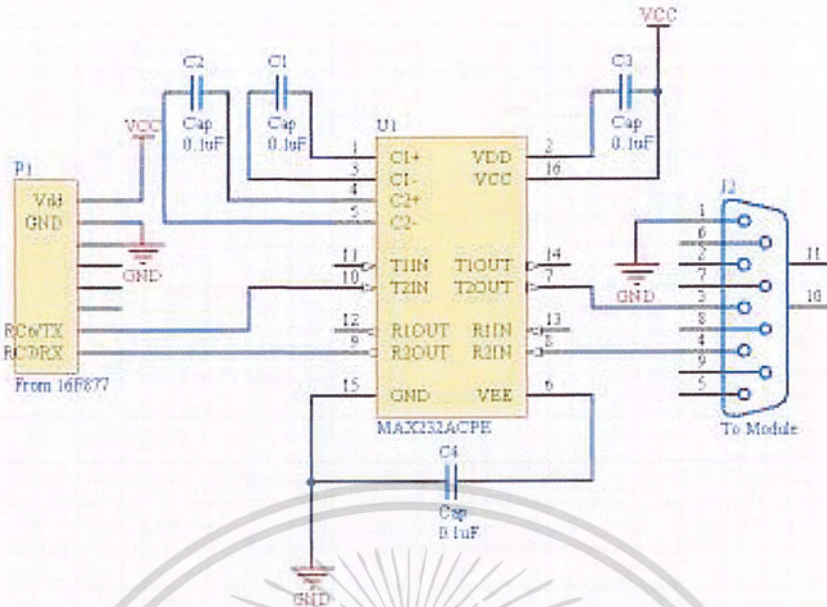 VCC
C2
C1
C3
Cap
0.1uF
Cap
0.1uF
Cap
0.1uF
VCC
U1
P1
Vdd
GND
RC6/TX
RC7/RX
From 16F877
GND
1
3
4
5
11
10
12
9
15
C1+
C1-
C2+
C2-
T1IN
T2IN
R1OUT
R2OUT
GND
VDD
VCC
T1OUT
T2OUT
R1IN
R2IN
VEE
2
16
14
7
13
8
6
MAX232ACPE
J2
1
6
2
7
3
8
4
9
5
11
10
GND
To Module
C4
Cap
0.1uF
GND